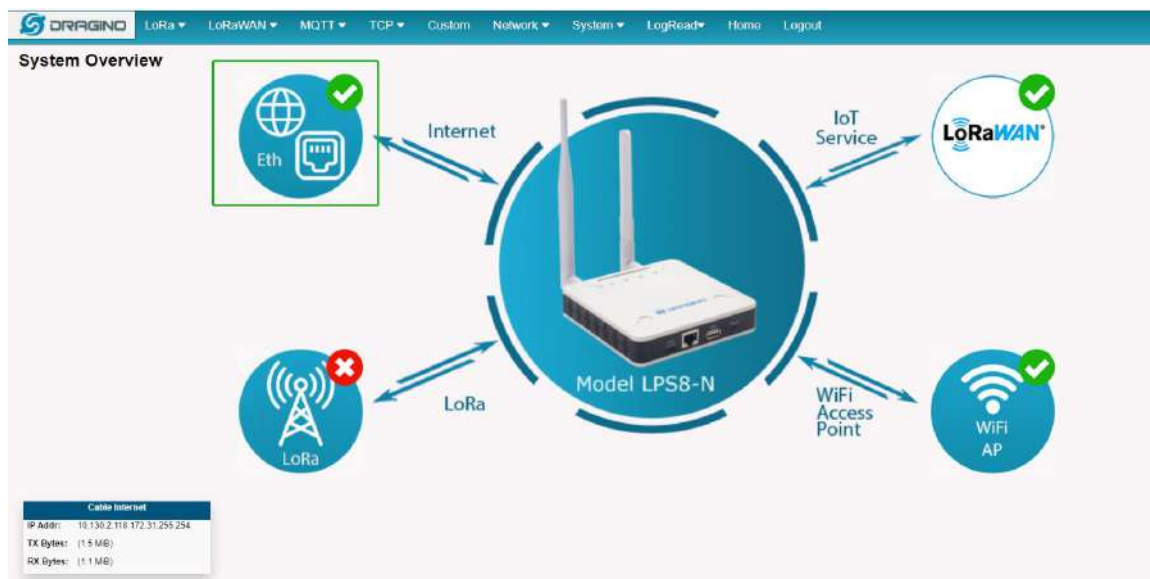 DRAGINO LoRa LoRaWAN MQTT TCP Custom Network System LogRead Home Logout
System Overview
Eth
Internet
IoT
Service
LoRaWAN®
DRAGINO
Model LPS8-N
LoRa
LoRa
WiFi
Access
Point
WiFi
AP
Cable Internet
IP Addr: 10.130.2.118 172.31.255.254
TX Bytes: (1.5 MiB)
RX Bytes: (1.1 MiB)